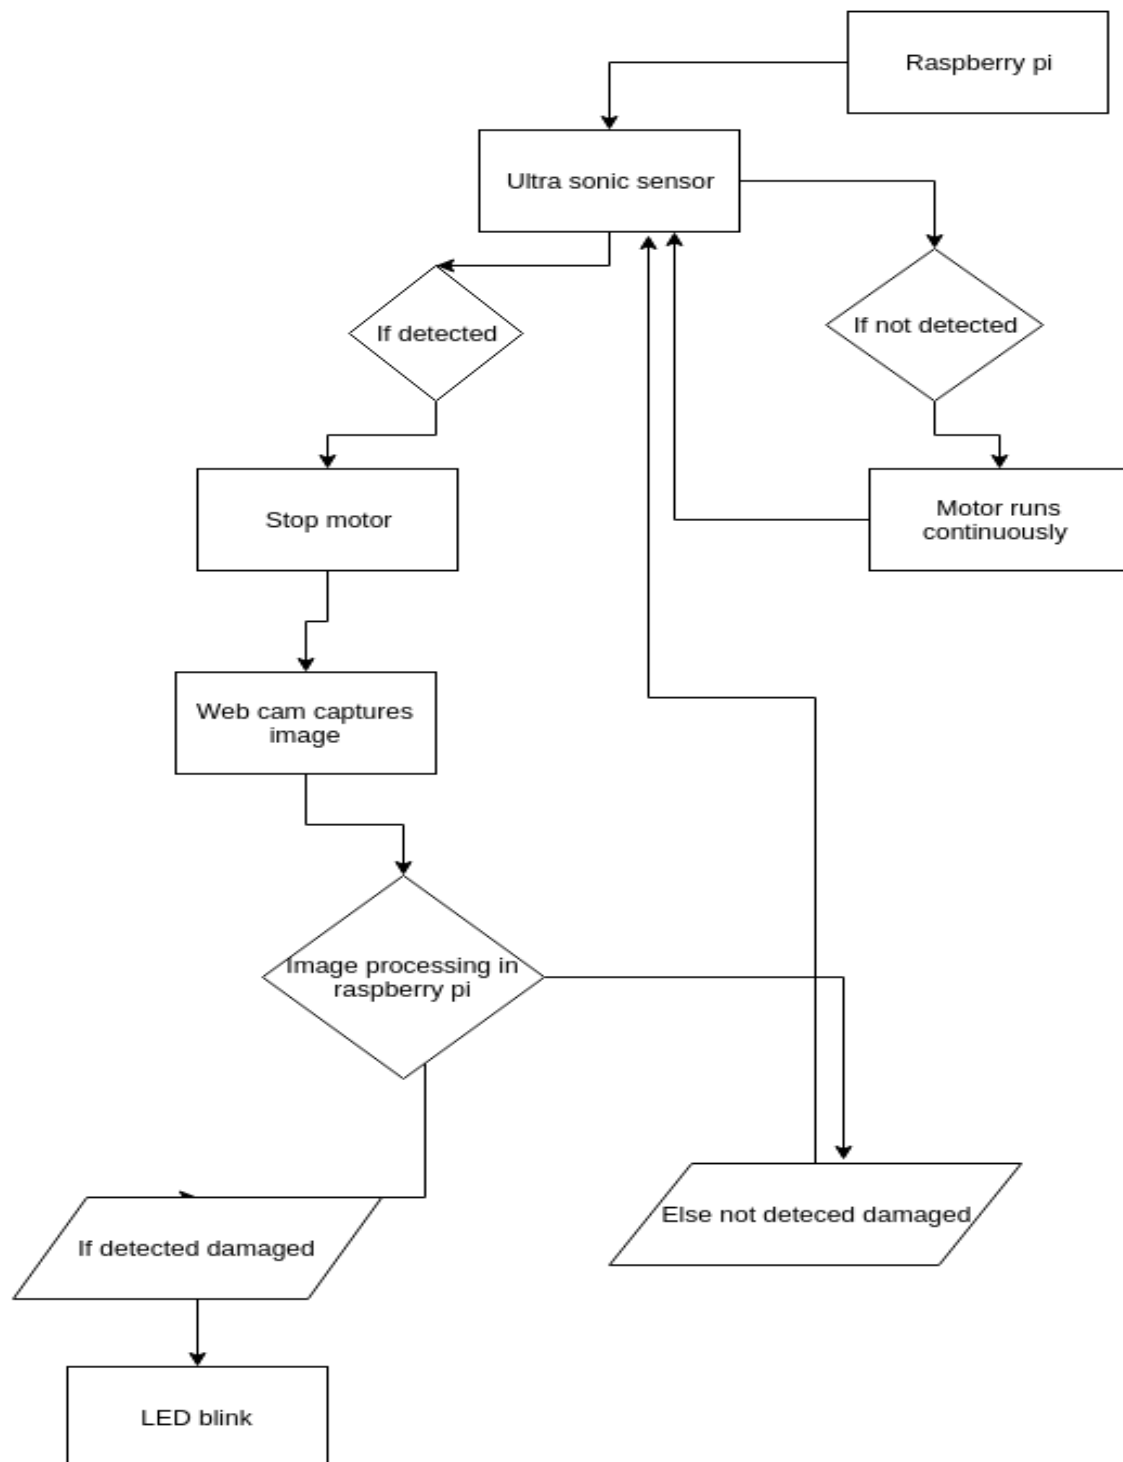 Raspberry pi
Ultra sonic sensor
If detected
If not detected
Stop motor
Motor runs
continuously
Web cam captures
image
Image processing in
raspberry pi
Else not deteced damaged
If detected damaged
LED blink